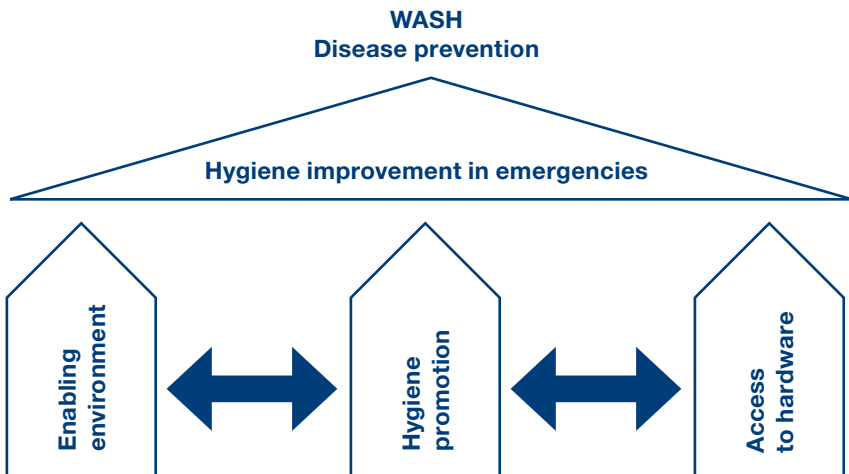 WASH
Disease prevention
Hygiene improvement in emergencies
Enabling
environment
Hygiene
promotion
Access
to hardware